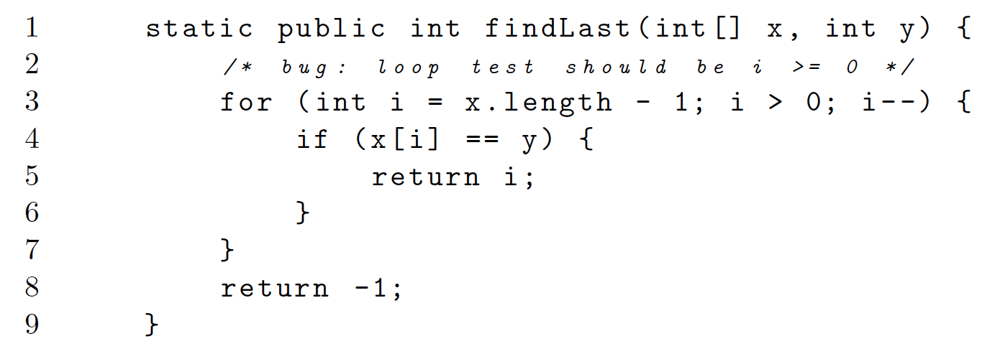 1 static public int findLast(int[] x, int y) {
2 /* bug: loop test should be i >= 0 */
3 for (int i = x.length - 1; i > 0; i--) {
4 if (x[i] == y) {
5 return i;
6 }
7 }
8 return -1;
9 }